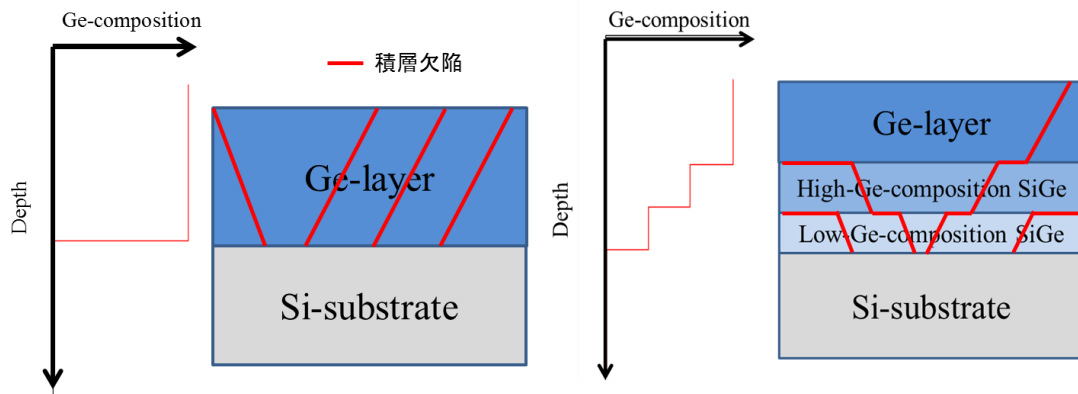 Ge-composition
積層欠陥
Depth
Ge-layer
Si-substrate
Ge-composition
Depth
Ge-layer
High-Ge-composition SiGe
Low-Ge-composition SiGe
Si-substrate